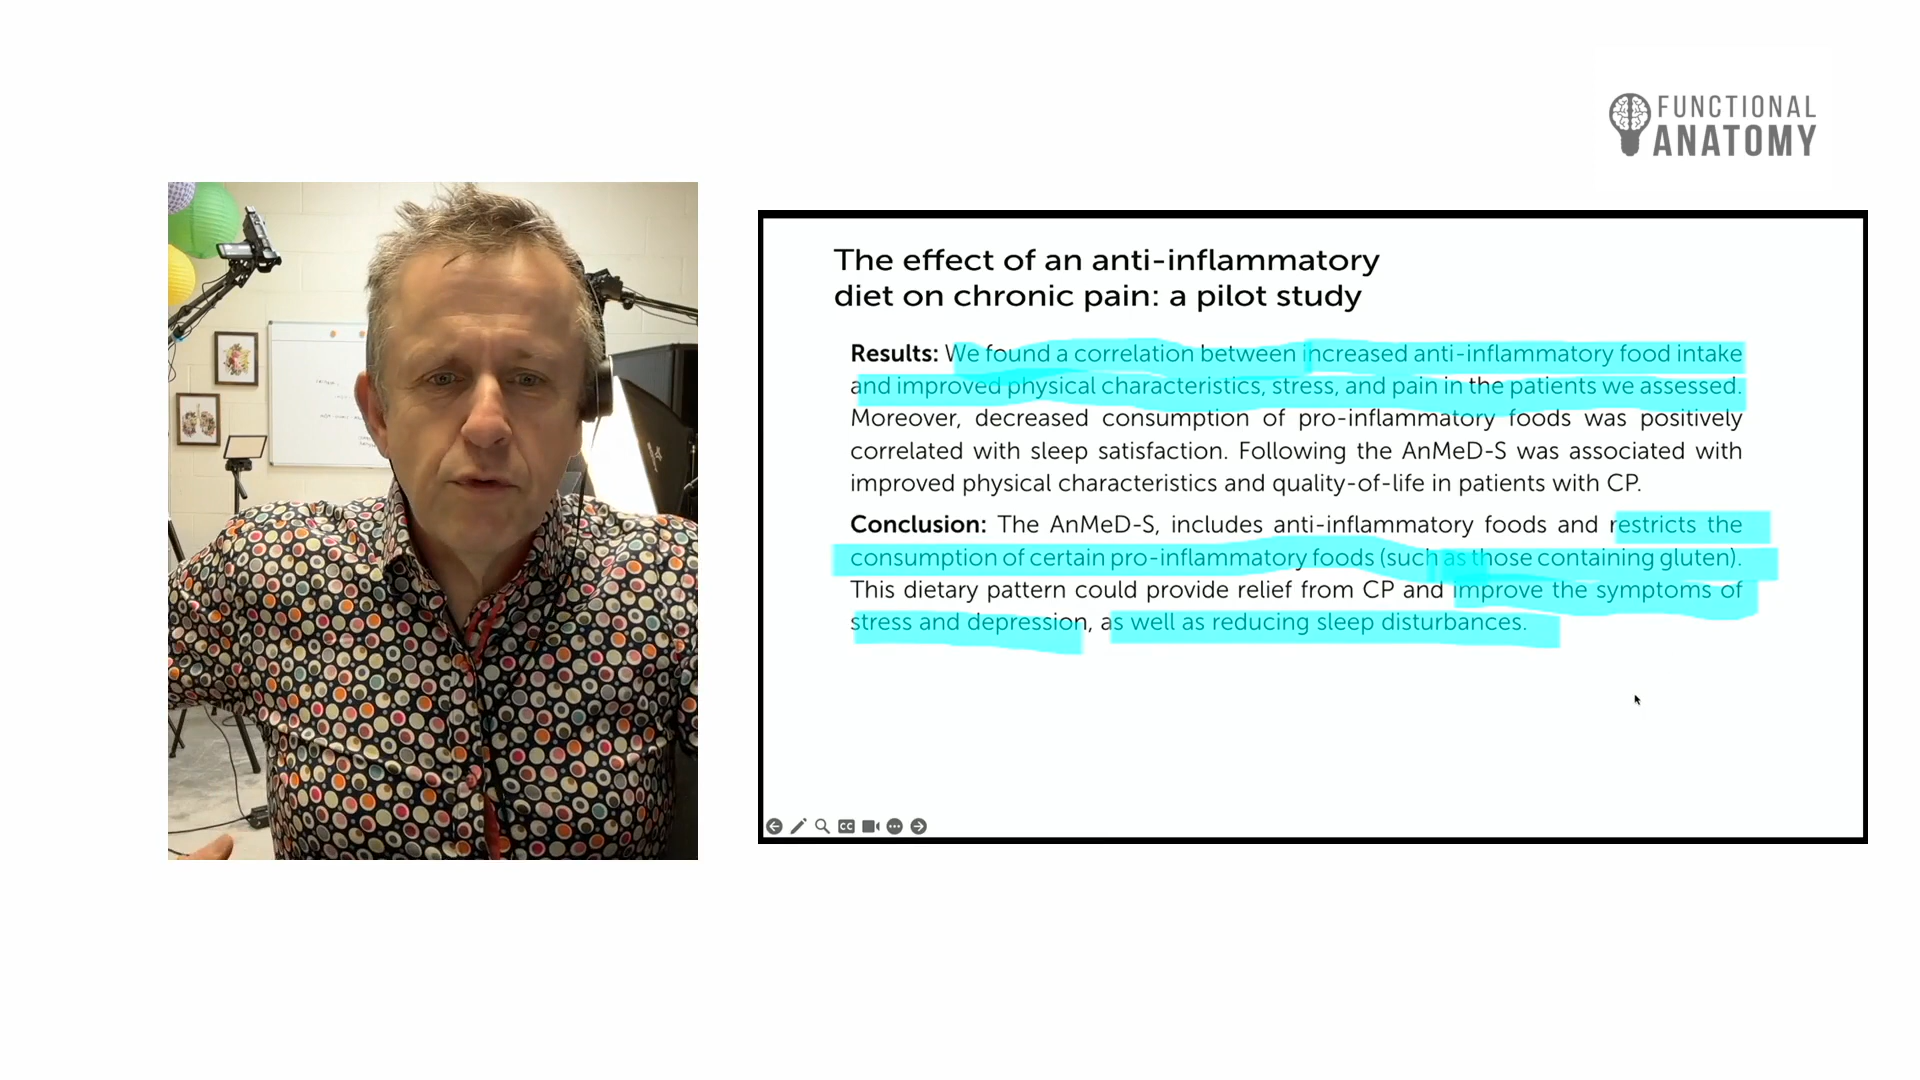 FUNCTIONAL
ANATOMY
The effect of an anti-inflammatory
diet on chronic pain: a pilot study
Results: We found a correlation between increased anti-inflammatory food intake
and improved physical characteristics, stress, and pain in the patients we assessed.
Moreover, decreased consumption of pro-inflammatory foods was positively
correlated with sleep satisfaction. Following the AnMeD-S was associated with
improved physical characteristics and quality-of-life in patients with CP.
Conclusion: The AnMeD-S, includes anti-inflammatory foods and restricts the
consumption of certain pro-inflammatory foods (such as those containing gluten).
This dietary pattern could provide relief from CP and improve the symptoms of
stress and depression, as well as reducing sleep disturbances.
CC